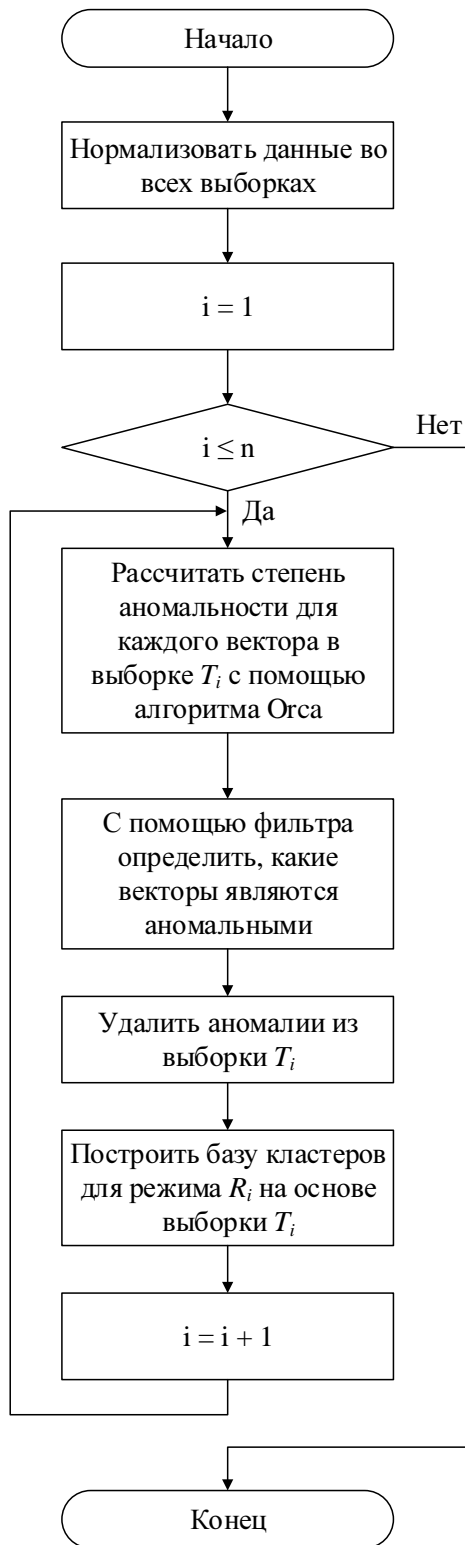 Начало
Нормализовать данные во
всех выборках
i = 1
i ≤ n
Нет
Да
Рассчитать степень
аномальности для
каждого вектора в
выборке Ti с помощью
алгоритма Orca
С помощью фильтра
определить, какие
векторы являются
аномальными
Удалить аномалии из
выборки Ti
Построить базу кластеров
для режима Ri на основе
выборки Ti
i = i + 1
Конец